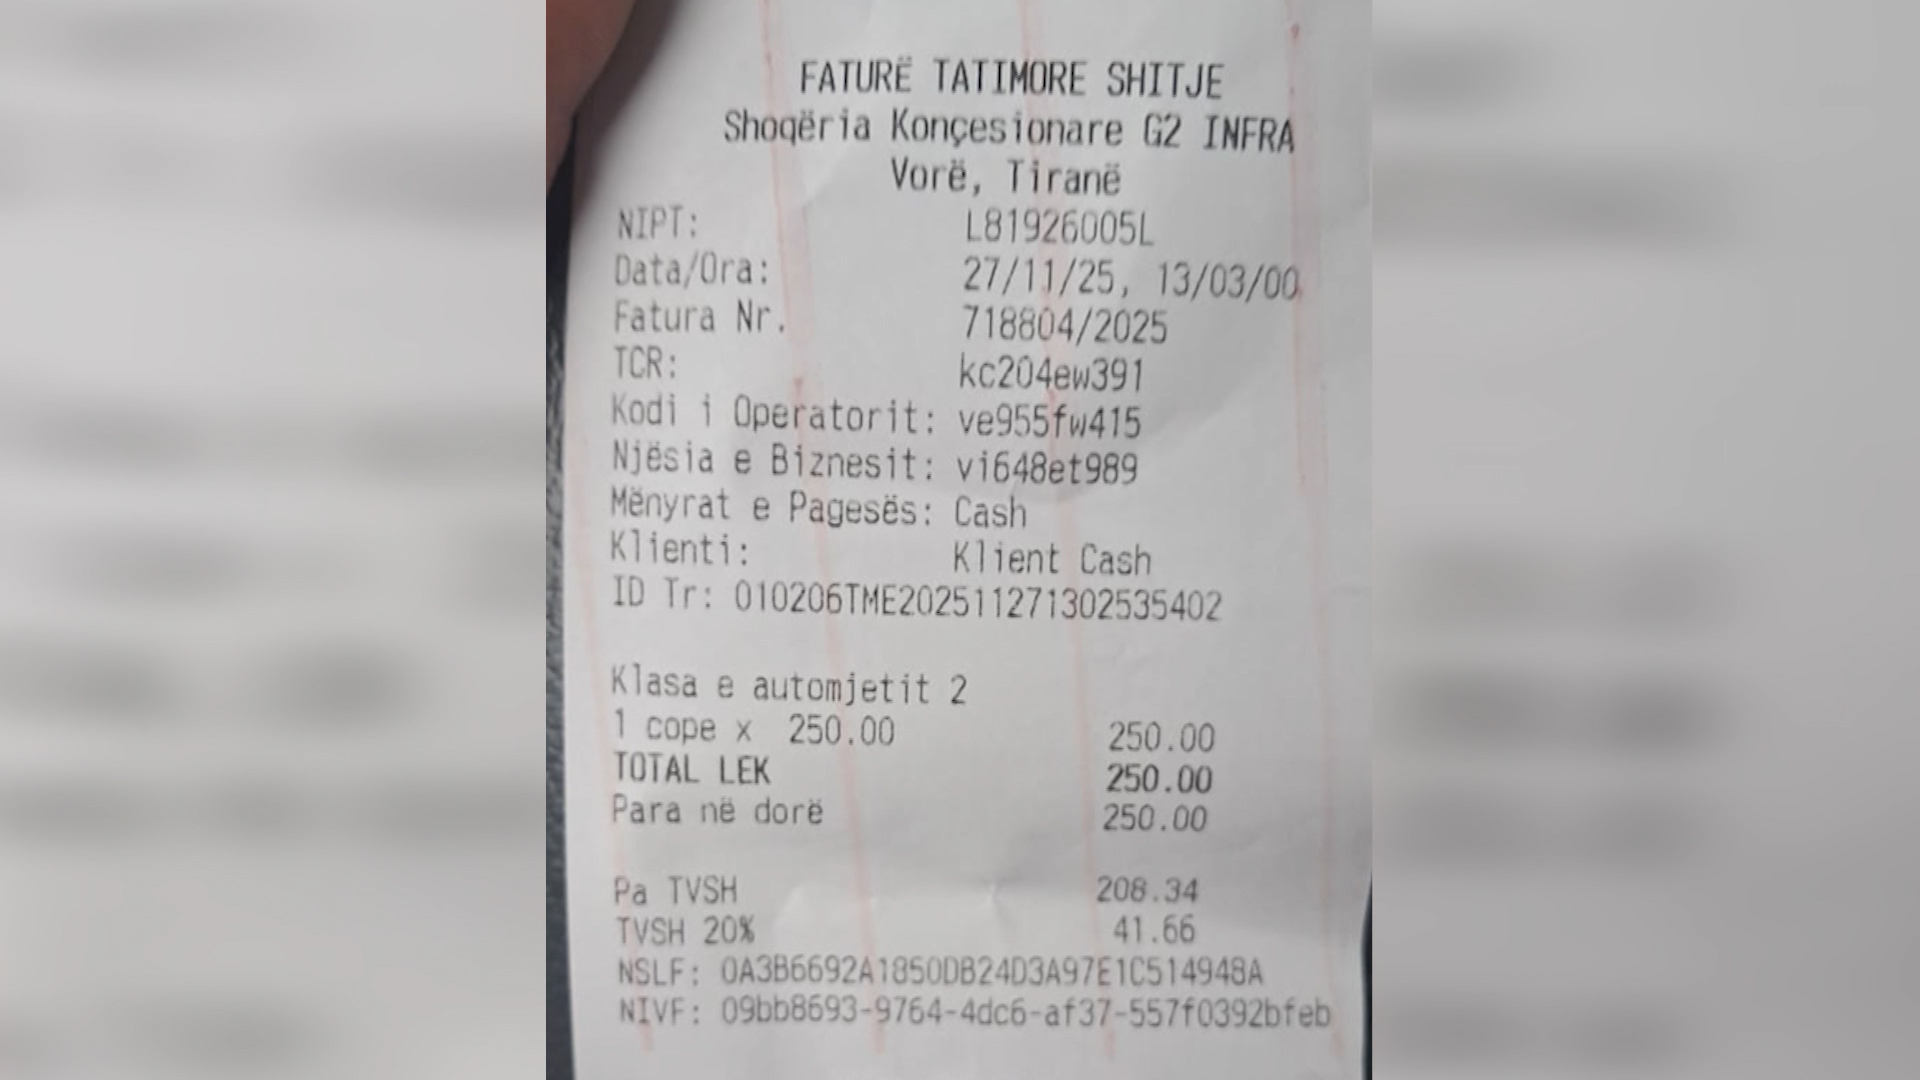 FATURË TATIMORE SHITJE
Shoqëria Konçesionare G2 INFRA
Vorë, Tiranë
NIPT: L81926005L
Data/Ora: 27/11/25, 13/03/00
Fatura Nr. 718804/2025
TCR: kc204ew391
Kodi i Operatorit: ve955fw415
Njësia e Biznesit: vi648et989
Mënyrat e Pagesës: Cash
Klienti: Klient Cash
ID Tr: 010206TME202511271302535402
Klasa e automjetit 2
1 cope x 250.00 250.00
TOTAL LEK 250.00
Para në dorë 250.00
Pa TVSH 208.34
TVSH 20% 41.66
NSLF: 0A3B6692A1850DB24D3A97E1C514948A
NIVF: 09bb8693-9764-4dc6-af37-557f0392bfeb